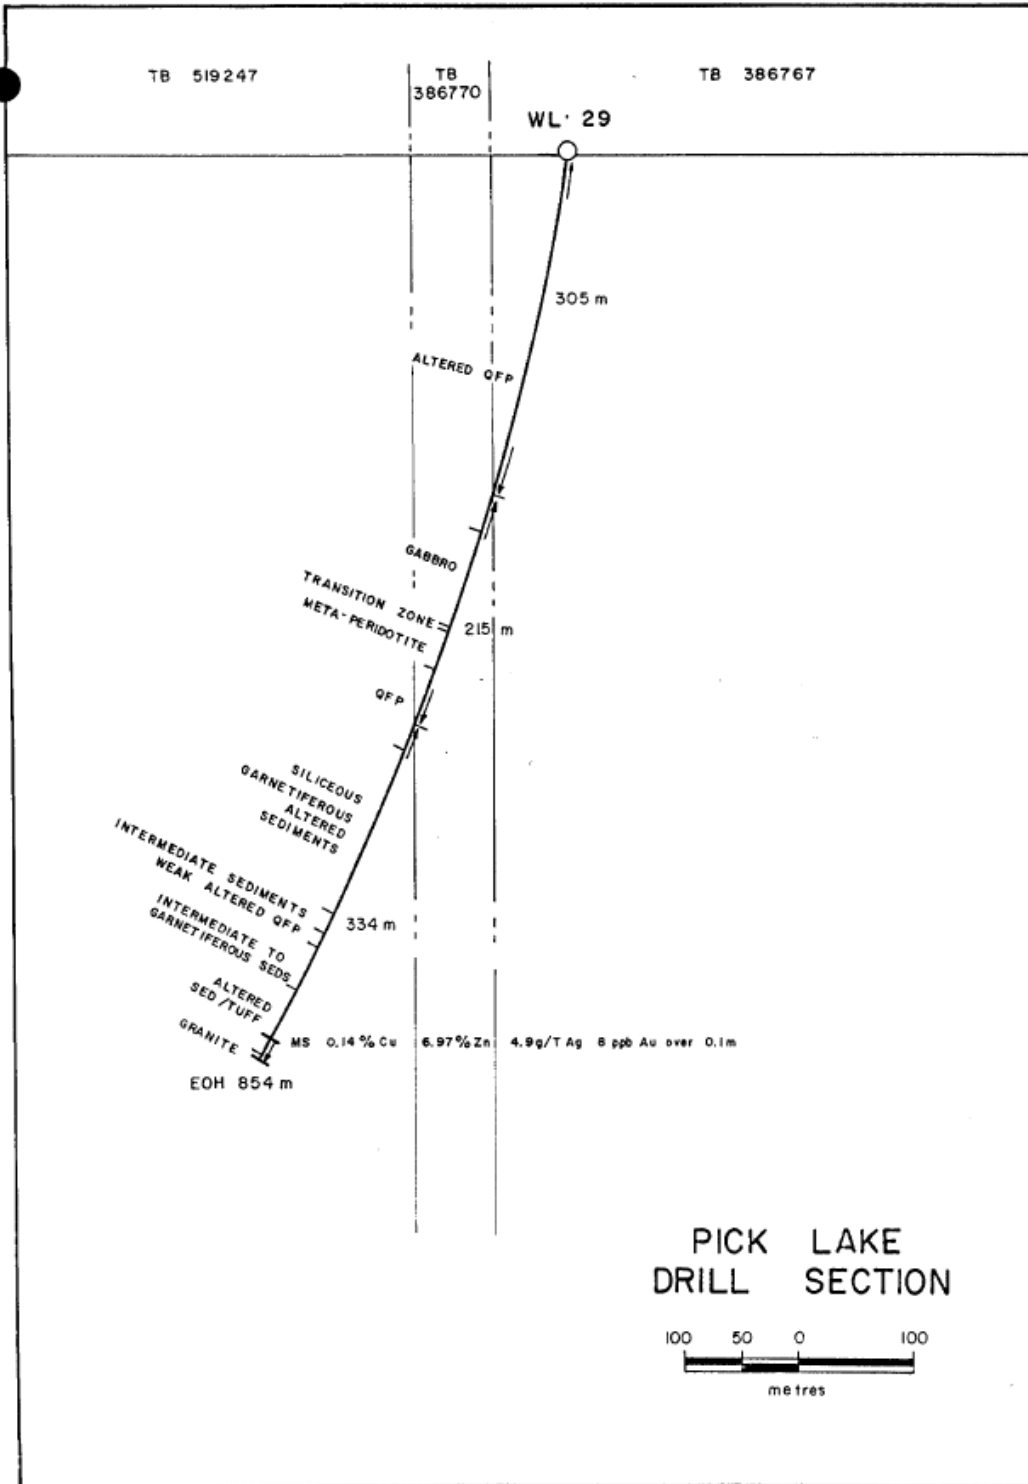 TB 519247
TB
386770
TB 386767
WL· 29
305 m
ALTERED QFP
GABBRO
TRANSITION ZONE
META-PERIDOTITE
215 m
QFP
SILICEOUS
GARNETIFEROUS
ALTERED
SEDIMENTS
INTERMEDIATE SEDIMENTS
WEAK ALTERED QFP
INTERMEDIATE TO
GARNETIFEROUS SEDS
334 m
ALTERED
SED/TUFF
GRANITE
MS 0.14 % Cu 6.97% Zn 4.9g/T Ag 8 ppb Au over 0.1m
EOH 854 m
PICK LAKE
DRILL SECTION
100 50 0 100
metres